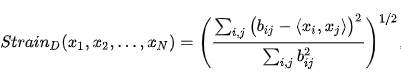 $Strain_D(x_1, x_2, \ldots, x_N) = \left( \frac{\sum_{i,j} \left( b_{ij} - \langle x_i, x_j \rangle \right)^2}{\sum_{i,j} b_{ij}^2} \right)^{1/2},$